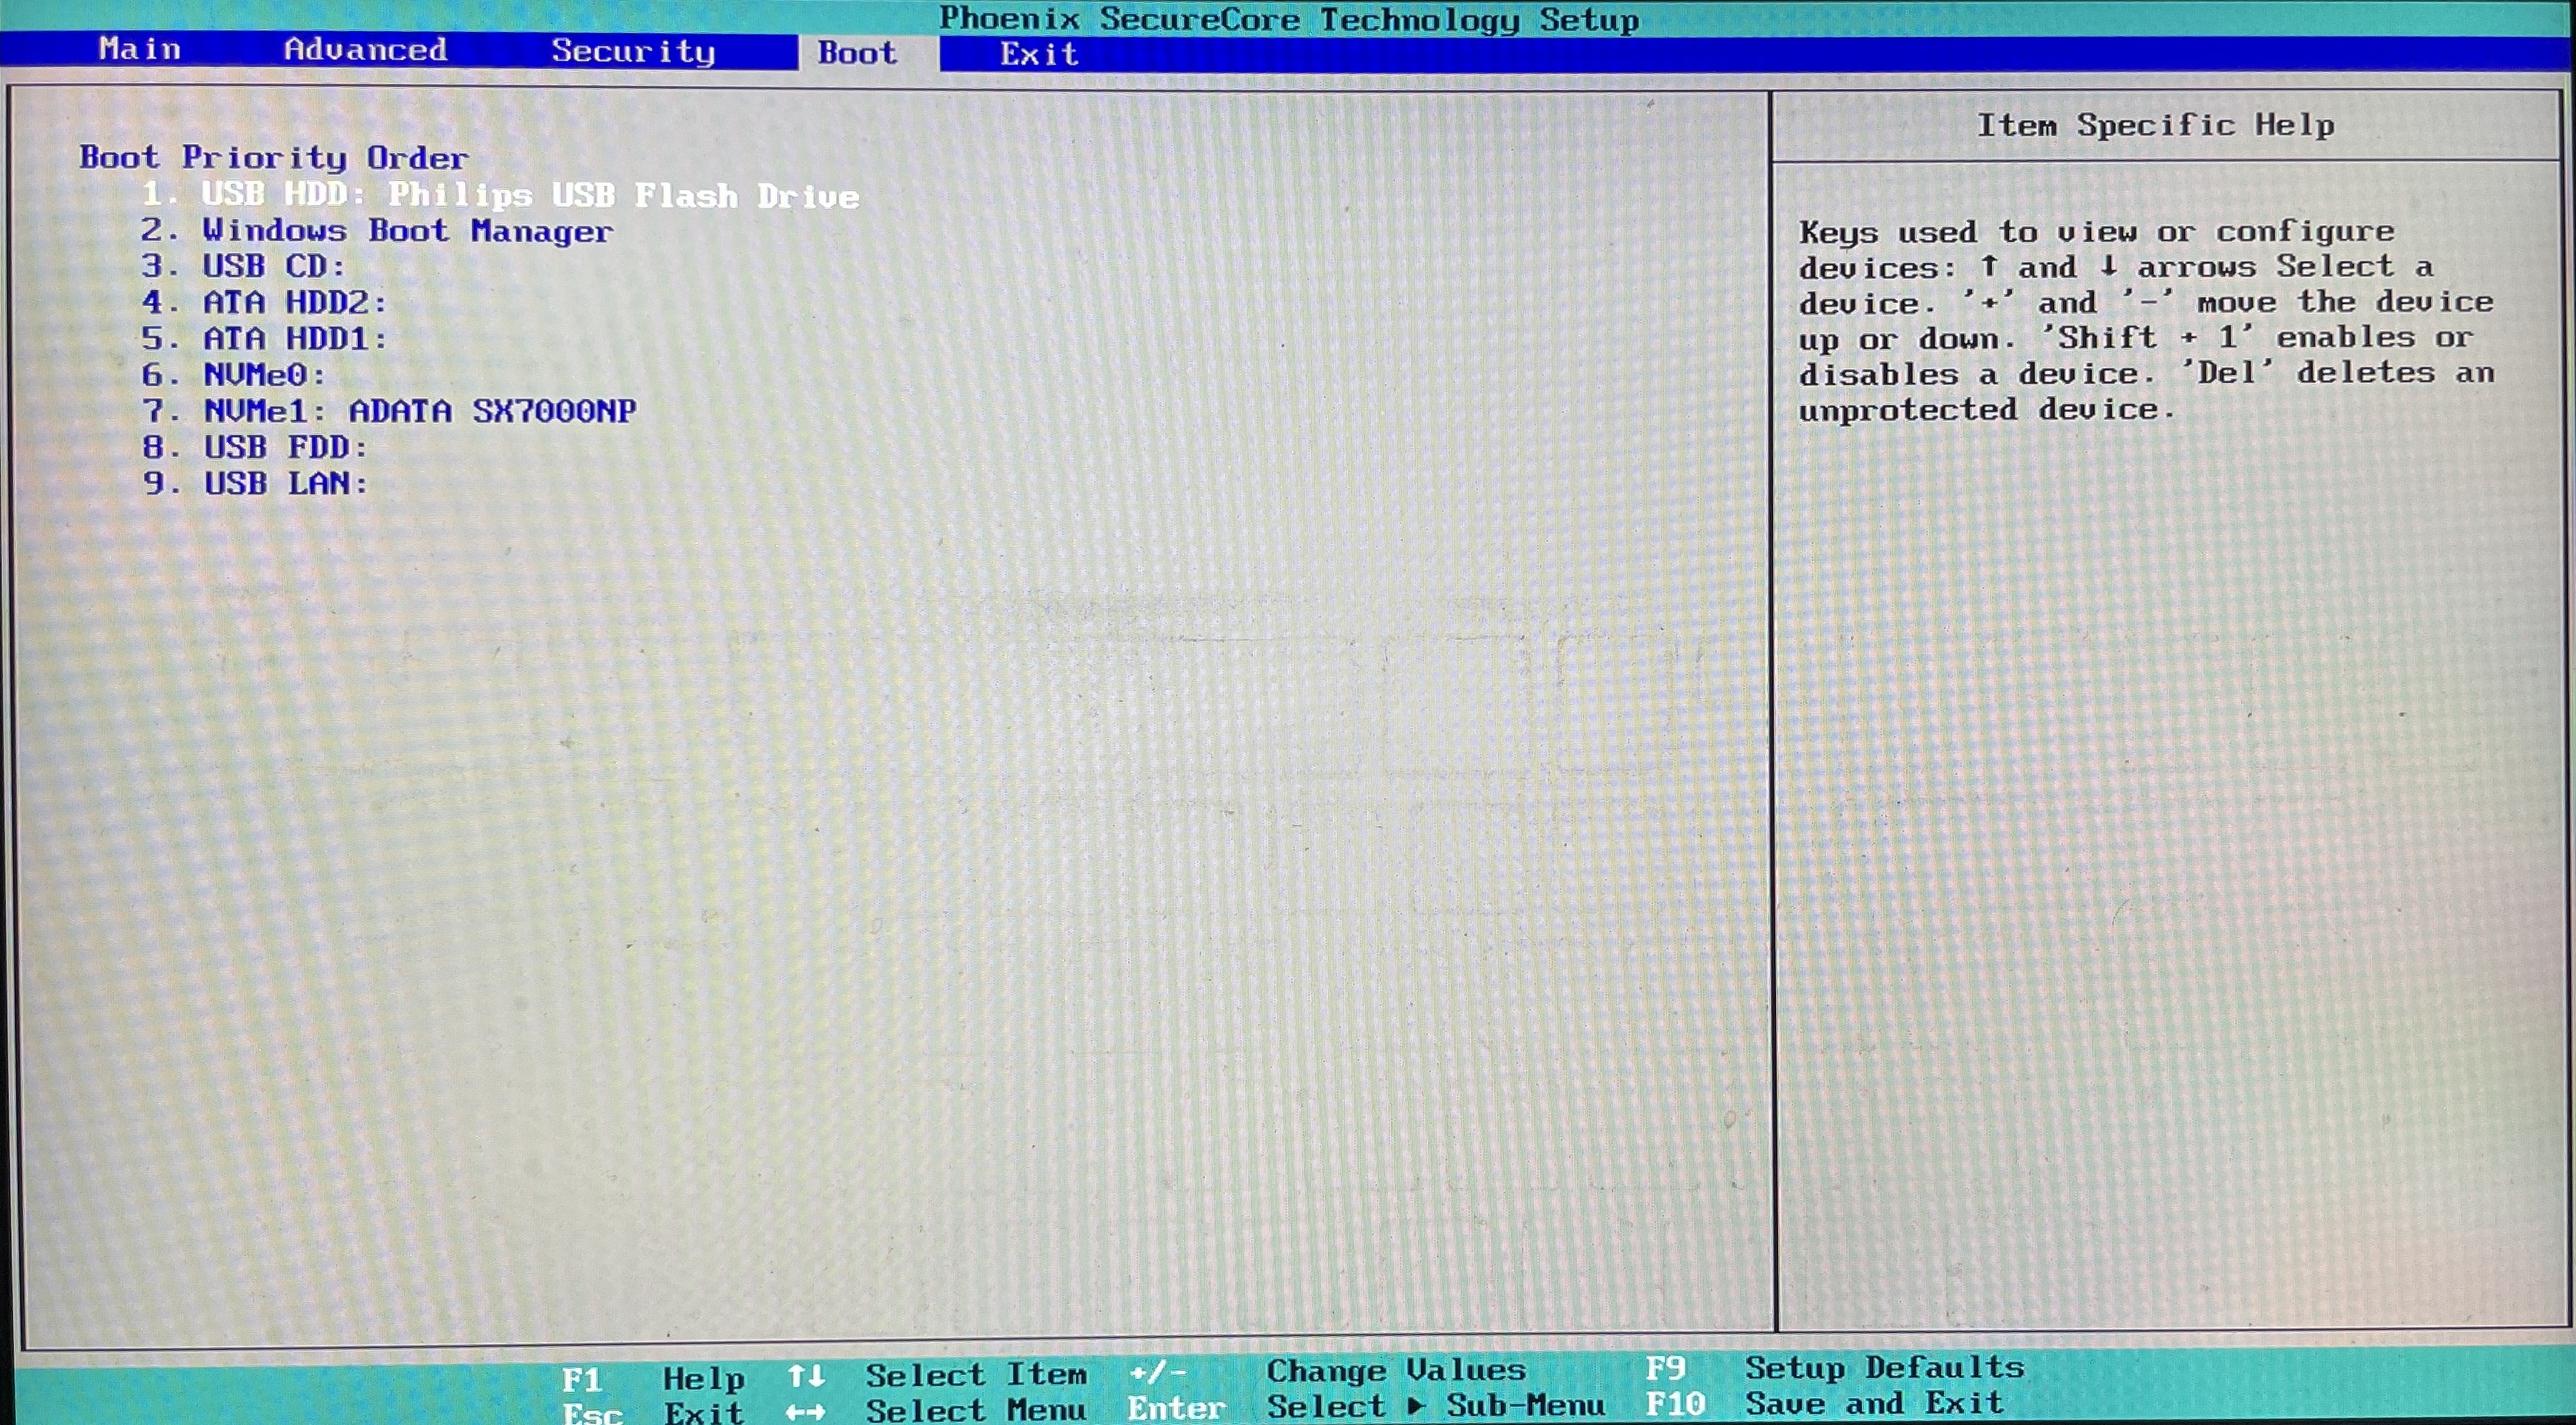 Phoenix SecureCore Technology Setup
Main Advanced Security Boot Exit
Boot Priority Order
1. USB HDD: Philips USB Flash Drive
2. Windows Boot Manager
3. USB CD:
4. ATA HDD2:
5. ATA HDD1:
6. NVMe0:
7. NVMe1: ADATA SX7000NP
8. USB FDD:
9. USB LAN:
Item Specific Help
Keys used to view or configure
devices: ↑ and ↓ arrows Select a
device. '+' and '-' move the device
up or down. 'Shift + 1' enables or
disables a device. 'Del' deletes an
unprotected device.
F1 Help ↑↓ Select Item +/- Change Values F9 Setup Defaults
Esc Exit ←→ Select Menu Enter Select ▶ Sub-Menu F10 Save and Exit